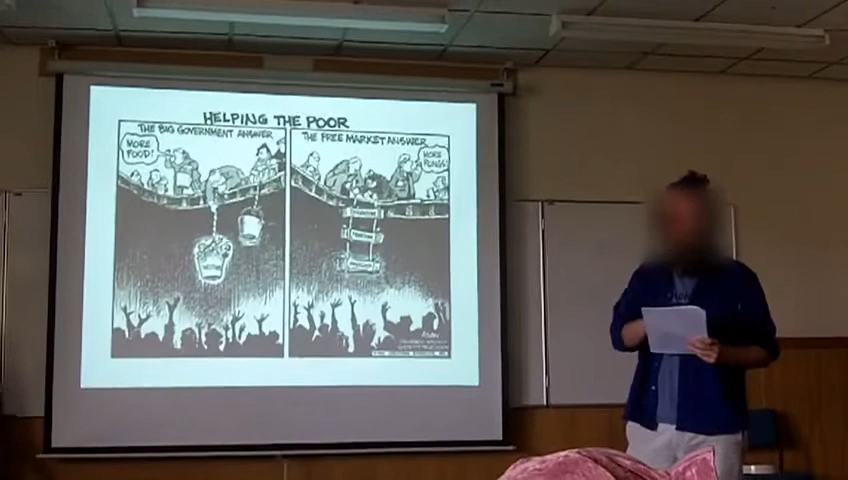 HELPING THE POOR
THE BIG GOVERNMENT ANSWER
MORE
FOOD!
THE FREE MARKET ANSWER
MORE
RUNGS!